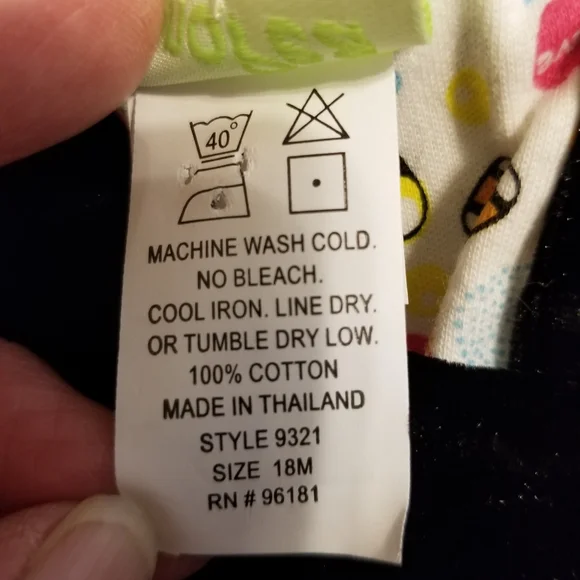 40°
MACHINE WASH COLD.
NO BLEACH.
COOL IRON. LINE DRY.
OR TUMBLE DRY LOW.
100% COTTON
MADE IN THAILAND
STYLE 9321
SIZE 18M
RN # 96181